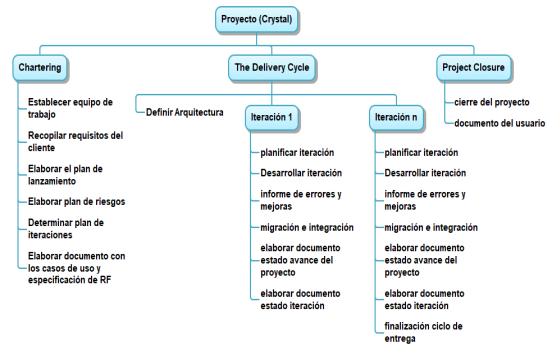 Proyecto (Crystal)
Chartering
Establecer equipo de
trabajo
Recopilar requisitos del
cliente
Elaborar el plan de
lanzamiento
Elaborar plan de riesgos
Determinar plan de
iteraciones
Elaborar documento con
los casos de uso y
especificación de RF
The Delivery Cycle
Definir Arquitectura
Iteración 1
planificar iteración
Desarrollar iteración
informe de errores y
mejoras
migración e integración
elaborar documento
estado avance del
proyecto
elaborar documento
estado iteración
Iteración n
planificar iteración
Desarrollar iteración
informe de errores y
mejoras
migración e integración
elaborar documento
estado avance del
proyecto
elaborar documento
estado iteración
finalización ciclo de
entrega
Project Closure
cierre del proyecto
documento del usuario